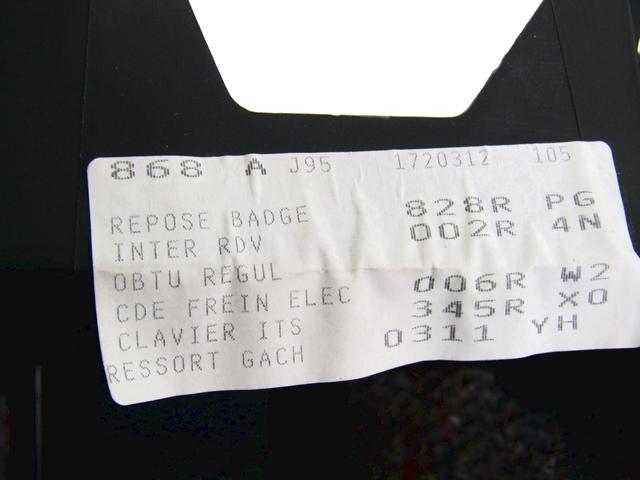 868 A J95 1720312 105
REPOSE BADGE 828R PG
INTER RDV 002R 4N
OBTU REGUL
CDE FREIN ELEC 006R W2
CLAVIER ITS 345R X0
RESSORT GACH 0311 YH